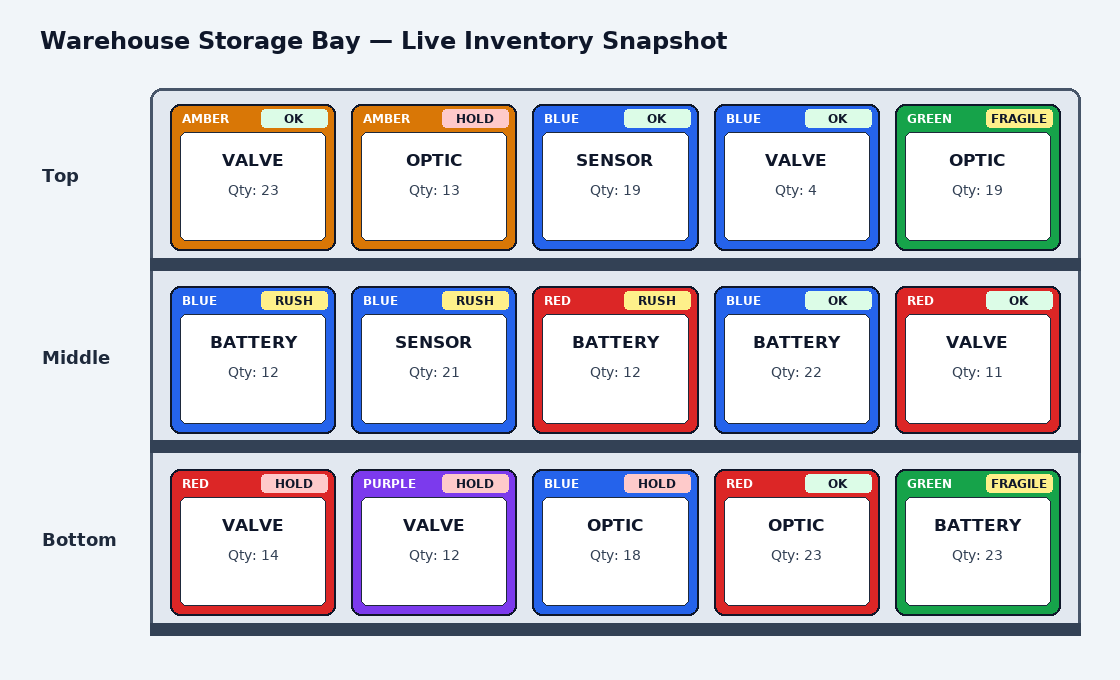 Warehouse Storage Bay — Live Inventory Snapshot
Top
AMBER OK
VALVE
Qty: 23
AMBER HOLD
OPTIC
Qty: 13
BLUE OK
SENSOR
Qty: 19
BLUE OK
VALVE
Qty: 4
GREEN FRAGILE
OPTIC
Qty: 19
Middle
BLUE RUSH
BATTERY
Qty: 12
BLUE RUSH
SENSOR
Qty: 21
RED RUSH
BATTERY
Qty: 12
BLUE OK
BATTERY
Qty: 22
RED OK
VALVE
Qty: 11
Bottom
RED HOLD
VALVE
Qty: 14
PURPLE HOLD
VALVE
Qty: 12
BLUE HOLD
OPTIC
Qty: 18
RED OK
OPTIC
Qty: 23
GREEN FRAGILE
BATTERY
Qty: 23